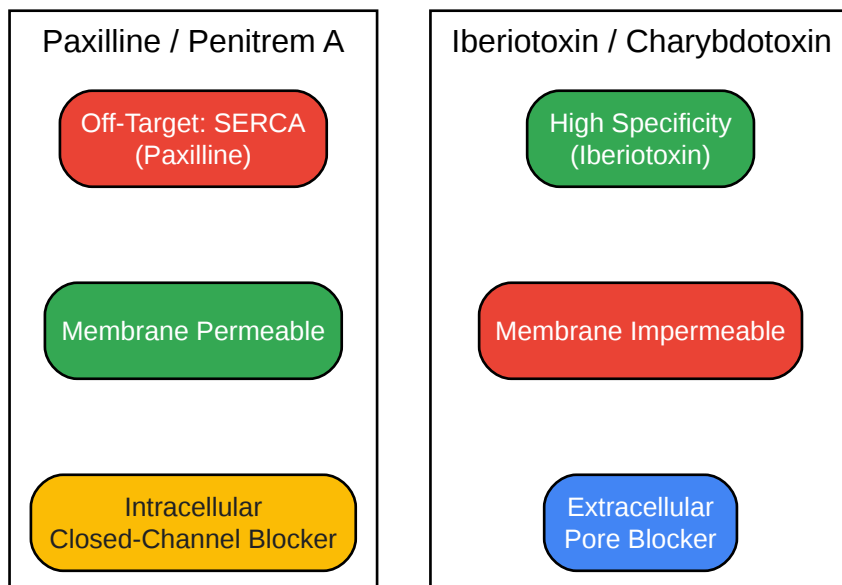 Paxilline / Penitrem A
Off-Target: SERCA
(Paxilline)
Membrane Permeable
Intracellular
Closed-Channel Blocker
Iberiotoxin / Charybdotoxin
High Specificity
(Iberiotoxin)
Membrane Impermeable
Extracellular
Pore Blocker